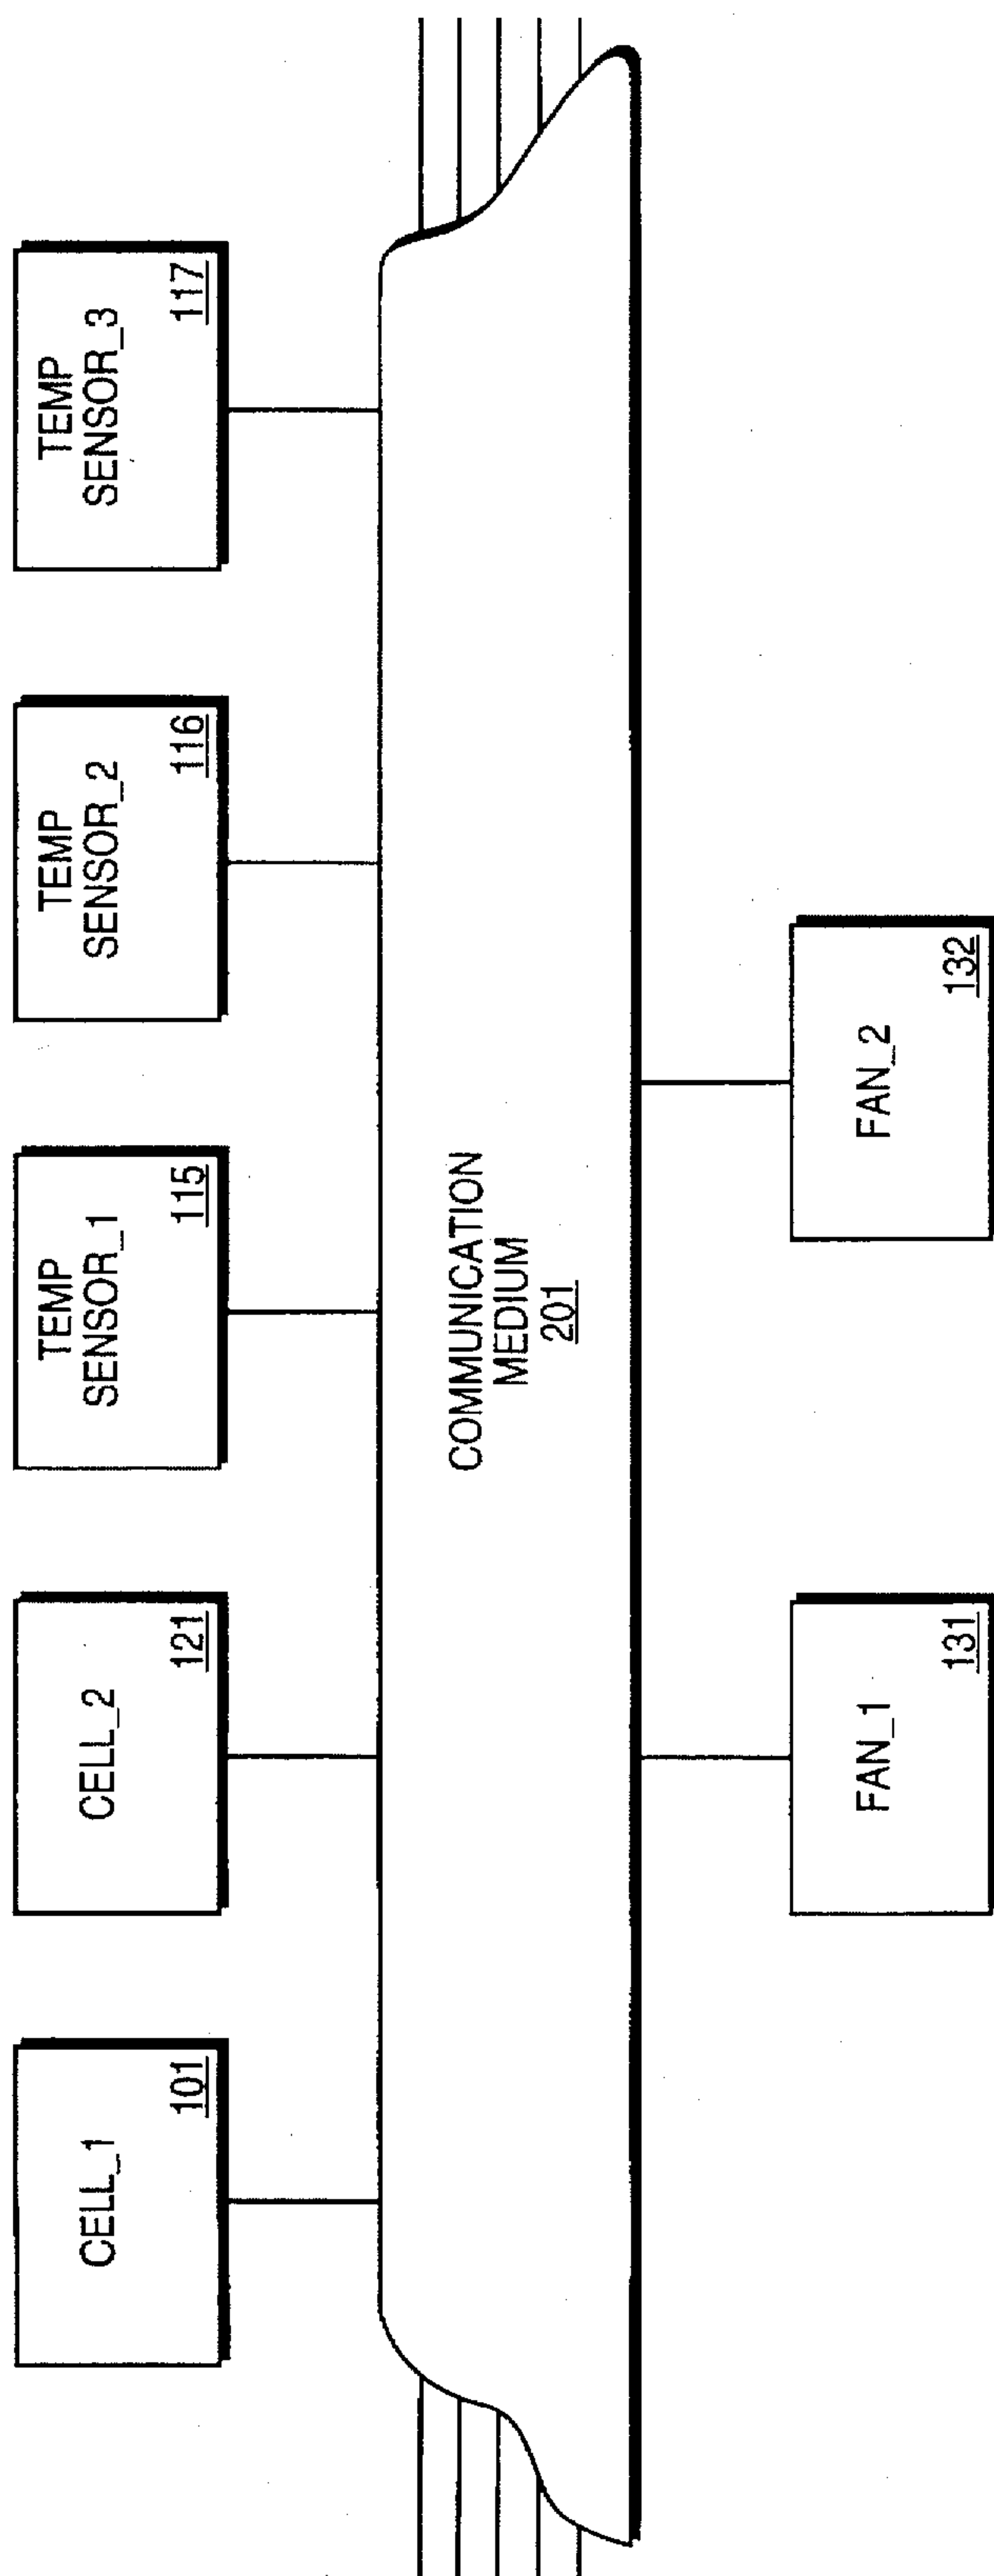 CELL_1
101
CELL_2
121
TEMP
SENSOR_1
115
TEMP
SENSOR_2
116
TEMP
SENSOR_3
117
COMMUNICATION
MEDIUM
201
FAN_1
131
FAN_2
132